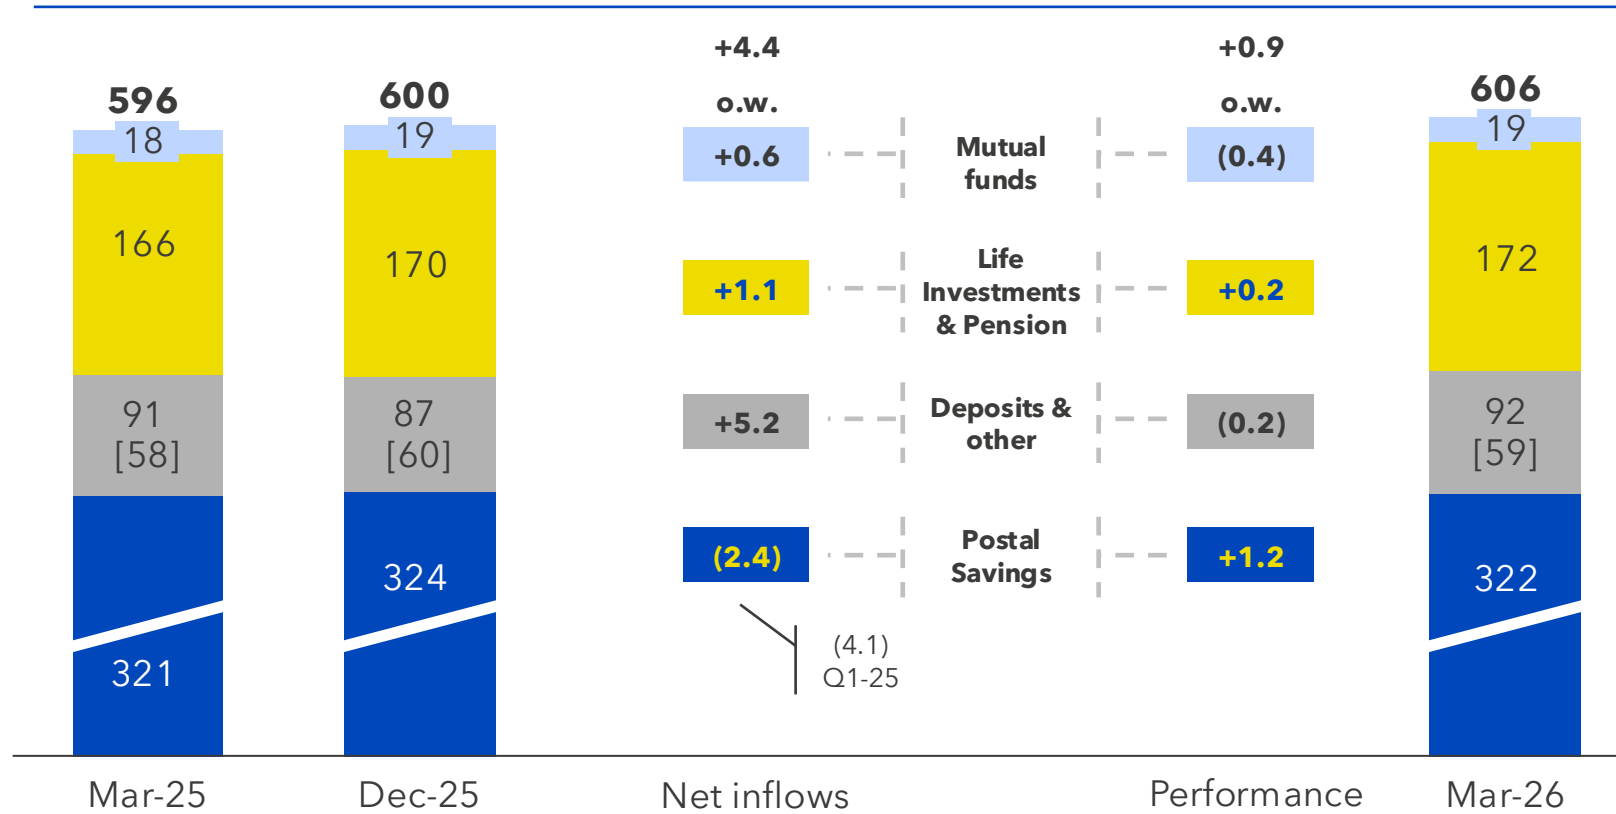 596
18
166
91
[58]
321
Mar-25
600
19
170
87
[60]
324
Dec-25
+4.4
o.w.
+0.6
+1.1
+5.2
(2.4)
(4.1)
Q1-25
Net inflows
Mutual
funds
Life
Investments
& Pension
Deposits &
other
Postal
Savings
+0.9
o.w.
(0.4)
+0.2
(0.2)
+1.2
Performance
606
19
172
92
[59]
322
Mar-26